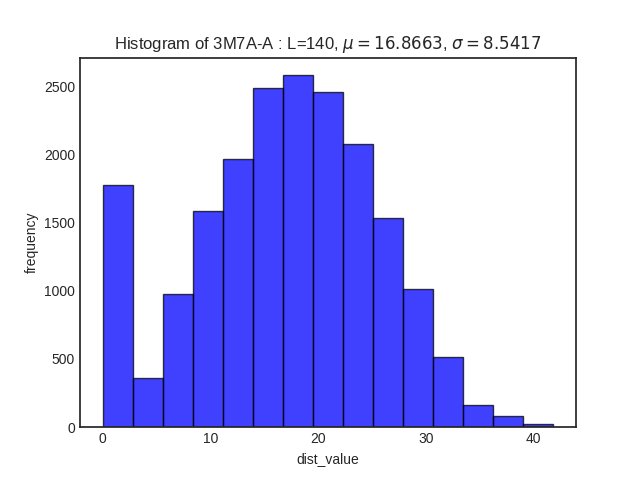 Histogram of 3M7A-A : L=140, μ = 16.8663, σ = 8.5417
frequency
2500
2000
1500
1000
500
0
0 10 20 30 40
dist_value